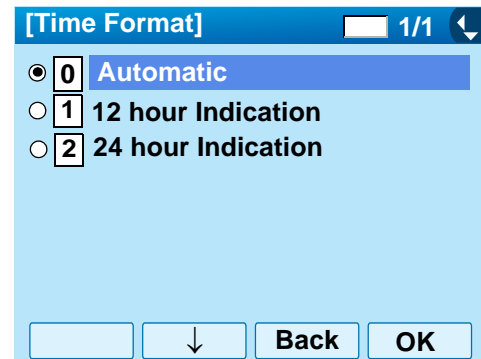 [Time Format] 1/1
0 Automatic
1 12 hour Indication
2 24 hour Indication
↓ Back OK